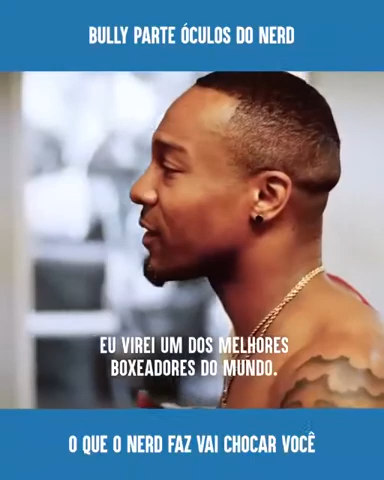 BULLY PARTE ÓCULOS DO NERD
EU VIREI UM DOS MELHORES
BOXEADORES DO MUNDO.
O QUE O NERD FAZ VAI CHOCAR VOCÊ